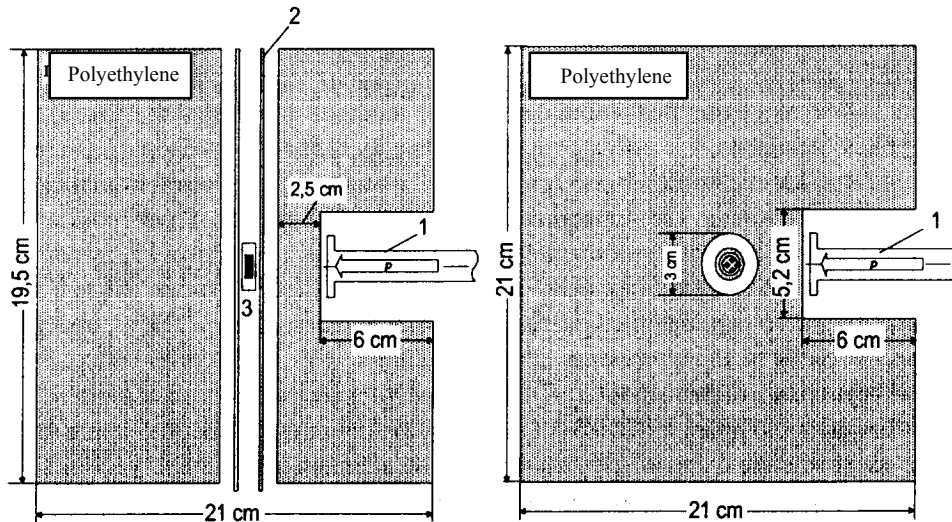 2
Polyethylene
2,5 cm
1
p
19,5 cm
3
6 cm
21 cm
Polyethylene
1
3 cm
5,2 cm
p
21 cm
6 cm
21 cm